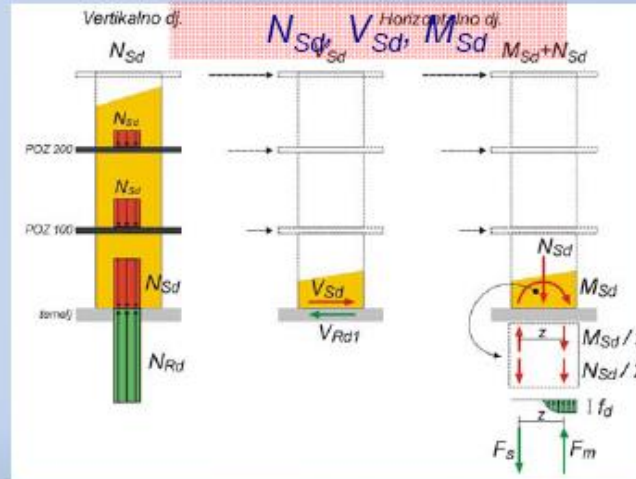 Vertikalno dj.
Horizontalno dj.
N_Sd, V_Sd, M_Sd
N_Sd
V_Sd
M_Sd+N_Sd
N_Sd
POZ 200
N_Sd
POZ 100
N_Sd
N_Sd
V_Sd
M_Sd
temelj
V_Rd1
z
M_Sd/
N_Rd
N_Sd/2
f_d
z
F_s
F_m